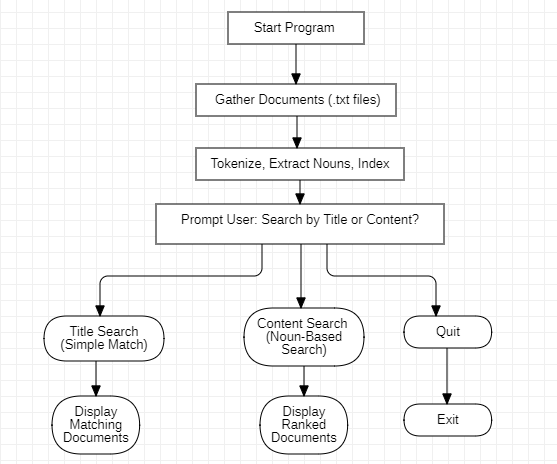 Start Program
Gather Documents (.txt files)
Tokenize, Extract Nouns, Index
Prompt User: Search by Title or Content?
Title Search
(Simple Match)
Content Search
(Noun-Based
Search)
Quit
Display
Matching
Documents
Display
Ranked
Documents
Exit